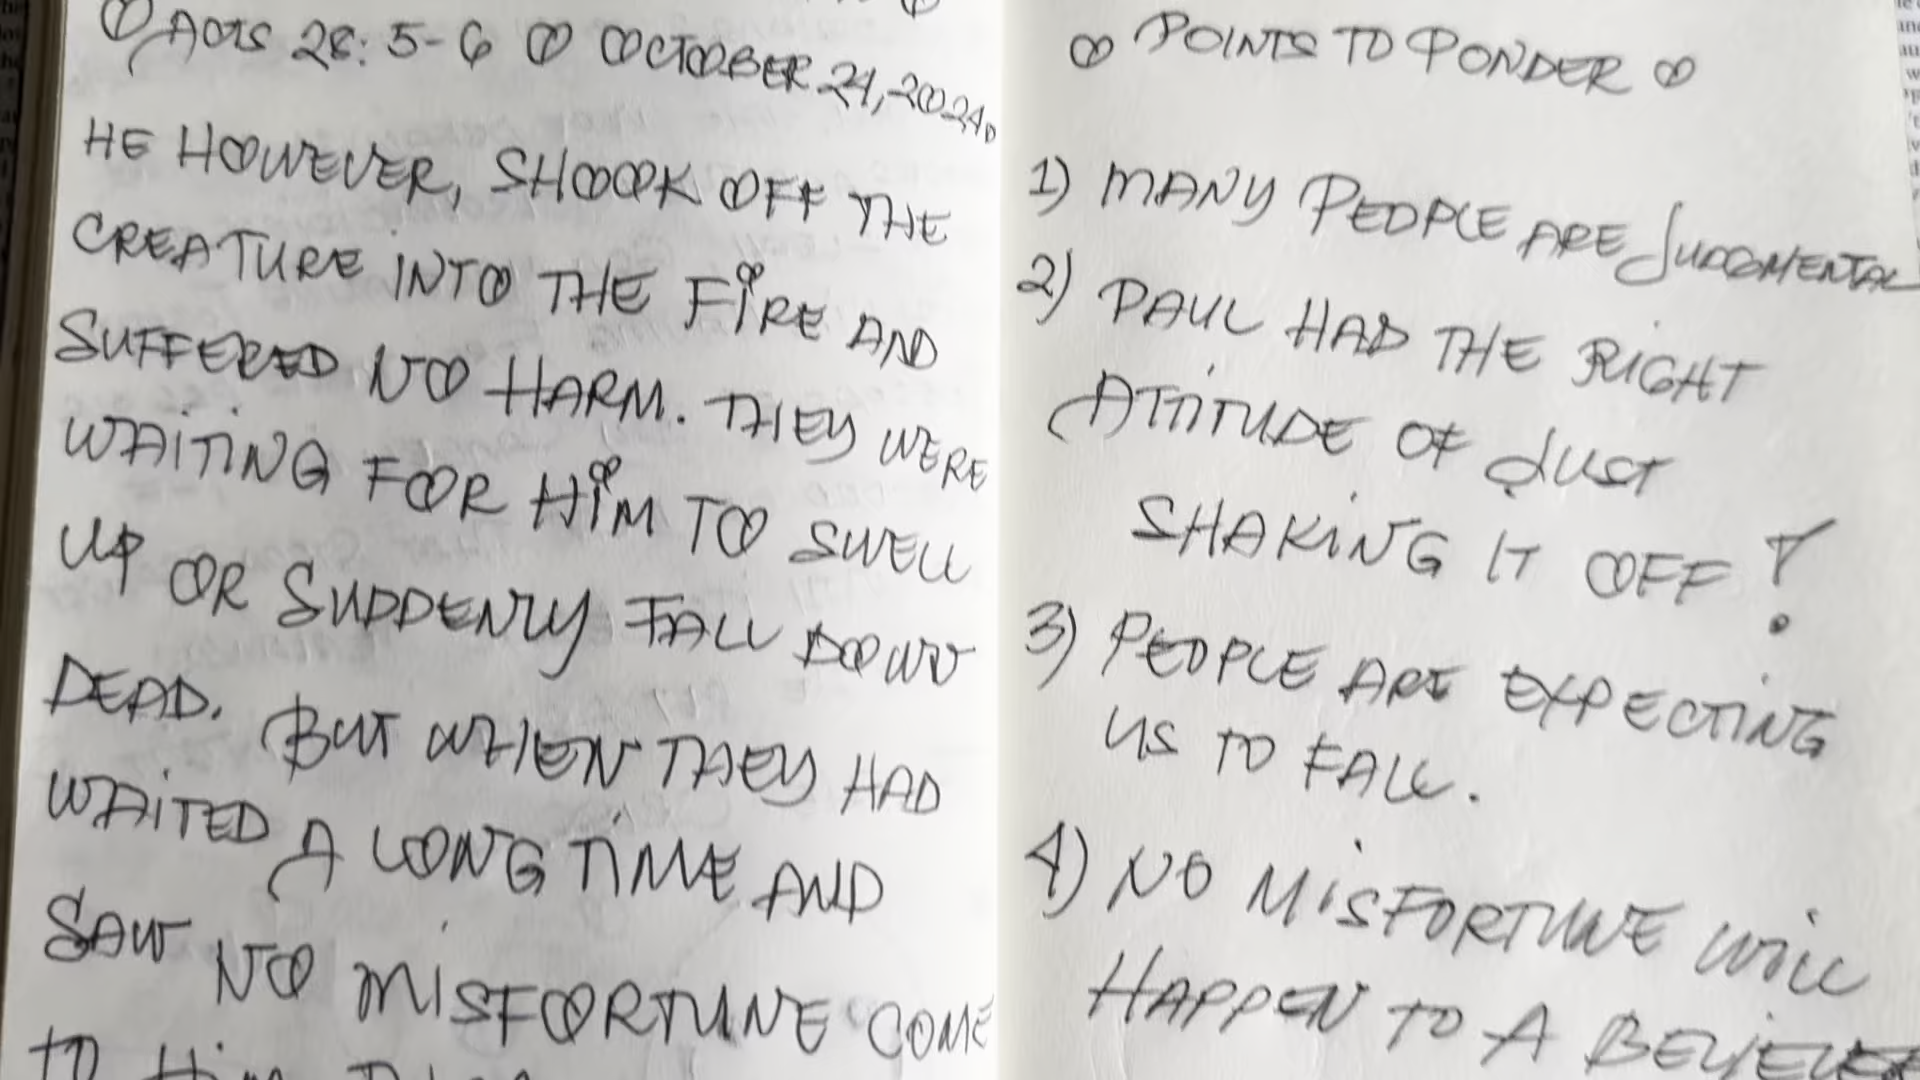 ACTS 28: 5-6 OCTOBER 24, 2024
HE HOWEVER, SHOOK OFF THE
CREATURE INTO THE FIRE AND
SUFFERED NO HARM. THEY WERE
WAITING FOR HIM TO SWELL
UP OR SUDDENLY FALL DOWN
DEAD. BUT WHEN THEY HAD
WAITED A LONG TIME AND
SAW NO MISFORTUNE COME
TO HIM
POINTS TO PONDER
1) MANY PEOPLE ARE JUDGMENTAL
2) PAUL HAD THE RIGHT
ATTITUDE OF JUST
SHAKING IT OFF!
3) PEOPLE ARE EXPECTING
US TO FALL.
4) NO MISFORTUNE WILL
HAPPEN TO A BELIEVER